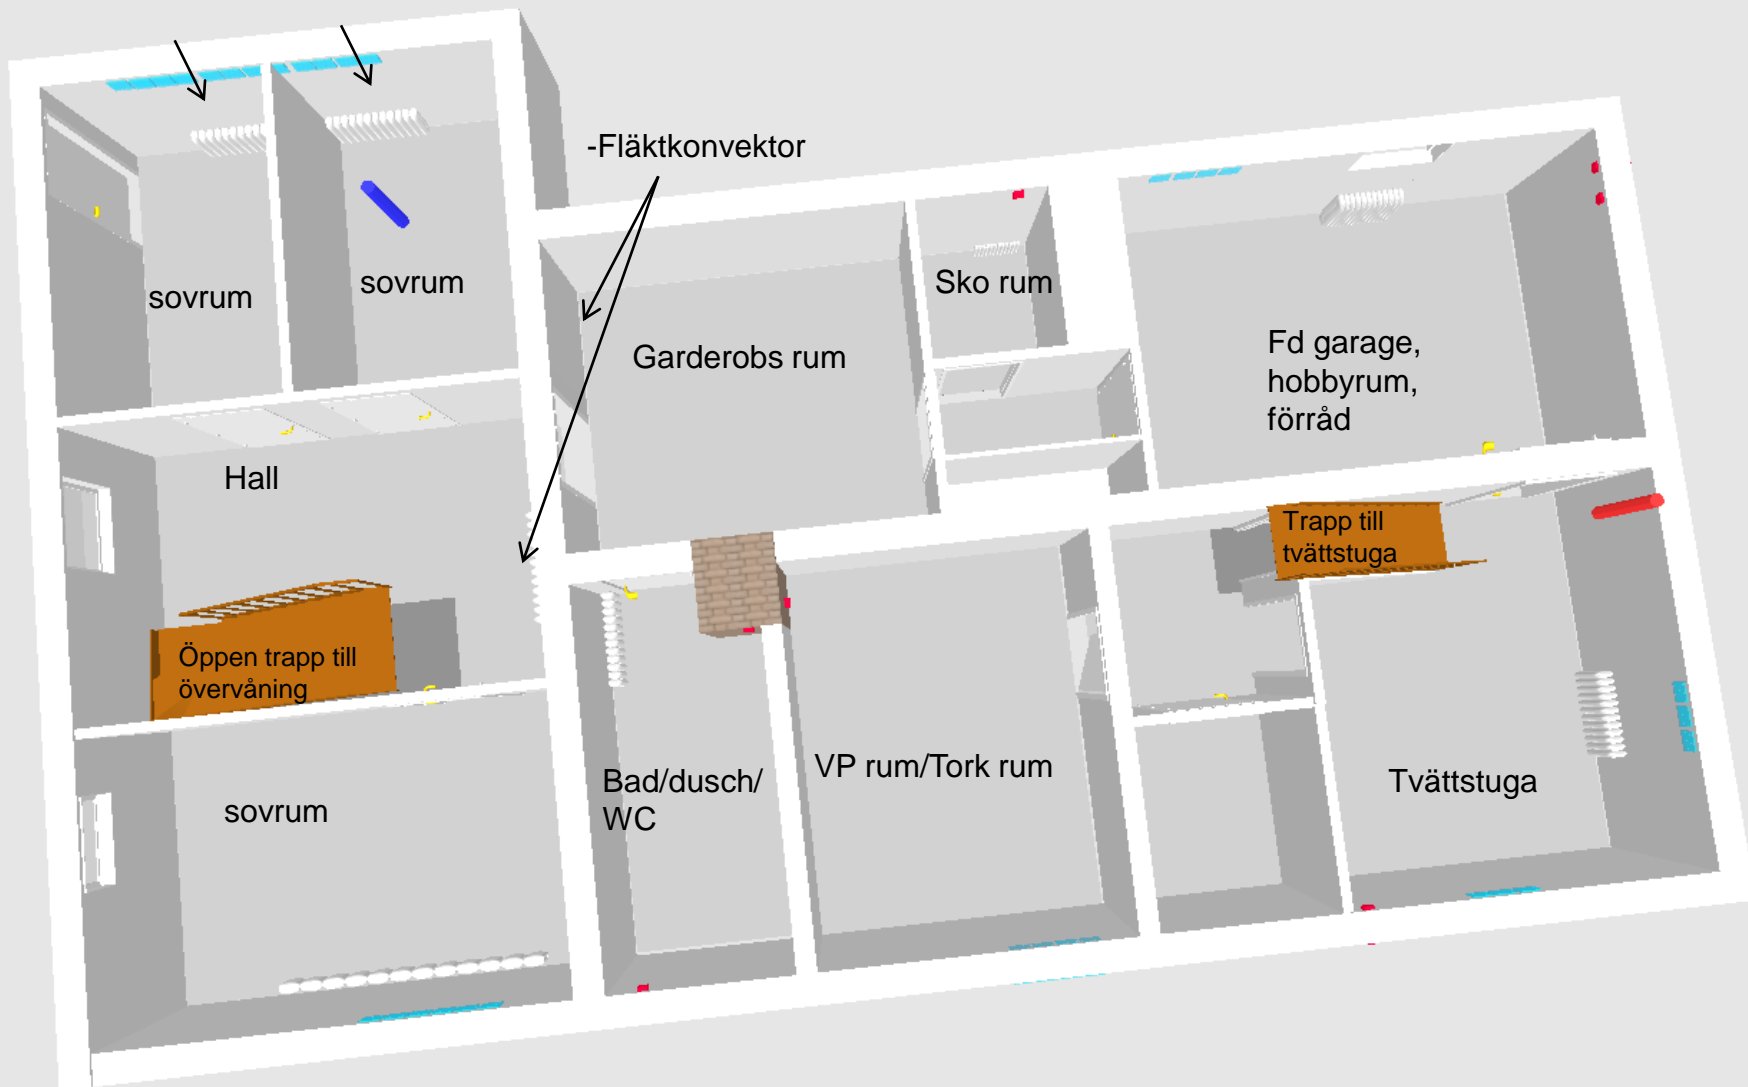 -Fläktkonvektor
sovrum
sovrum
Sko rum
Garderobs rum
Fd garage,
hobbyrum,
förråd
Hall
Trapp till
tvättstuga
Öppen trapp till
övervåning
sovrum
Bad/dusch/
WC
VP rum/Tork rum
Tvättstuga